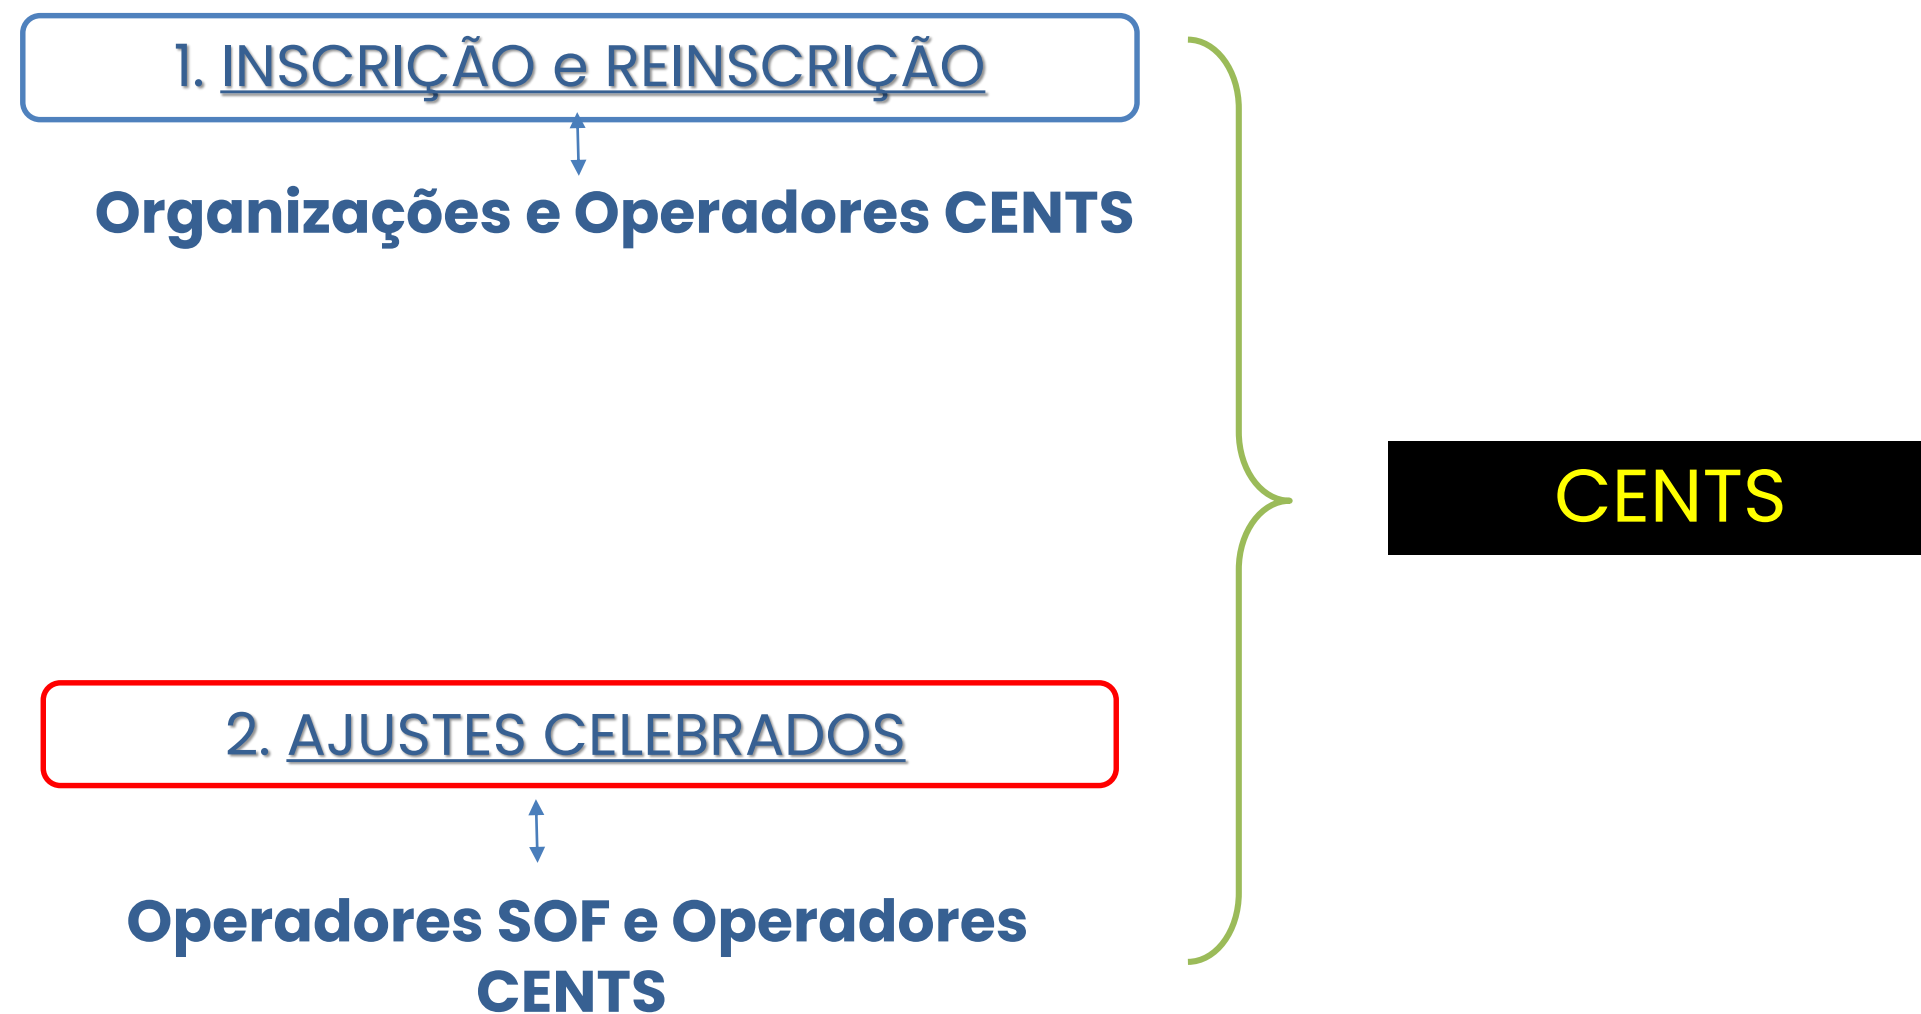 1. INSCRIÇÃO e REINSCRIÇÃO
Organizações e Operadores CENTS
CENTS
2. AJUSTES CELEBRADOS
Operadores SOF e Operadores
CENTS